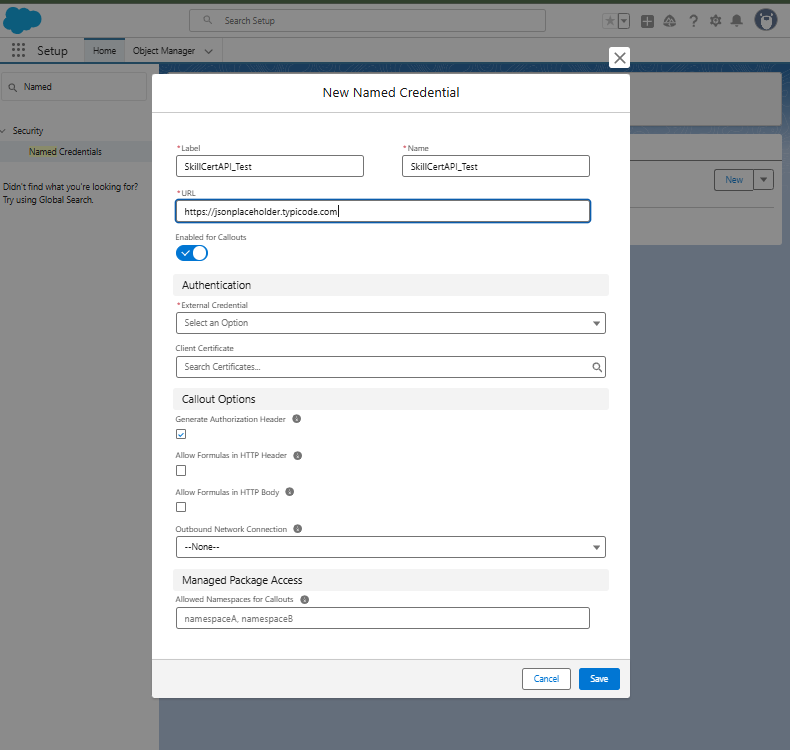 Search Setup
Setup
Home
Object Manager
Named
Security
Named Credentials
Didn't find what you're looking for?
Try using Global Search.
New
New Named Credential
*Label
SkillCertAPI_Test
*Name
SkillCertAPI_Test
*URL
https://jsonplaceholder.typicode.com
Enabled for Callouts
Authentication
*External Credential
Select an Option
Client Certificate
Search Certificates...
Callout Options
Generate Authorization Header
Allow Formulas in HTTP Header
Allow Formulas in HTTP Body
Outbound Network Connection
--None--
Managed Package Access
Allowed Namespaces for Callouts
namespaceA, namespaceB
Cancel
Save